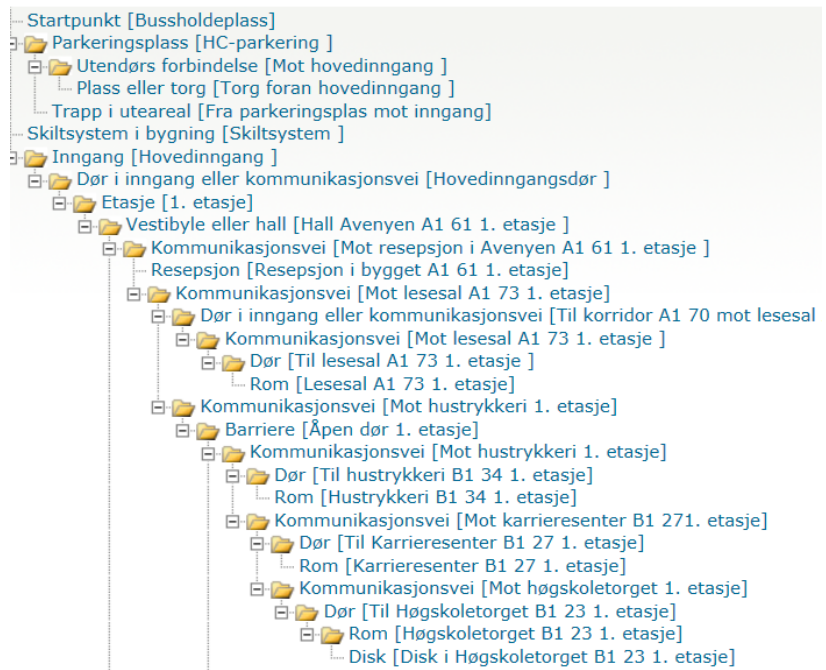 Startpunkt [Bussholdeplass]
Parkeringsplass [HC-parkering ]
Utendørs forbindelse [Mot hovedinngang ]
Plass eller torg [Torg foran hovedinngang ]
Trapp i uteareal [Fra parkeringsplas mot inngang]
Skiltsystem i bygning [Skiltsystem ]
Inngang [Hovedinngang ]
Dør i inngang eller kommunikasjonsvei [Hovedinngangsdør ]
Etasje [1. etasje]
Vestibyle eller hall [Hall Avenyen A1 61 1. etasje ]
Kommunikasjonsvei [Mot resepsjon i Avenyen A1 61 1. etasje ]
Resepsjon [Resepsjon i bygget A1 61 1. etasje]
Kommunikasjonsvei [Mot lesesal A1 73 1. etasje]
Dør i inngang eller kommunikasjonsvei [Til korridor A1 70 mot lesesal
Kommunikasjonsvei [Mot lesesal A1 73 1. etasje ]
Dør [Til lesesal A1 73 1. etasje ]
Rom [Lesesal A1 73 1. etasje]
Kommunikasjonsvei [Mot hustrykkeri 1. etasje]
Barriere [Åpen dør 1. etasje]
Kommunikasjonsvei [Mot hustrykkeri 1. etasje]
Dør [Til hustrykkeri B1 34 1. etasje]
Rom [Hustrykkeri B1 34 1. etasje]
Kommunikasjonsvei [Mot karrieresenter B1 271. etasje]
Dør [Til Karrieresenter B1 27 1. etasje]
Rom [Karrieresenter B1 27 1. etasje]
Kommunikasjonsvei [Mot høgskoletorget 1. etasje]
Dør [Til Høgskoletorget B1 23 1. etasje]
Rom [Høgskoletorget B1 23 1. etasje]
Disk [Disk i Høgskoletorget B1 23 1. etasje]